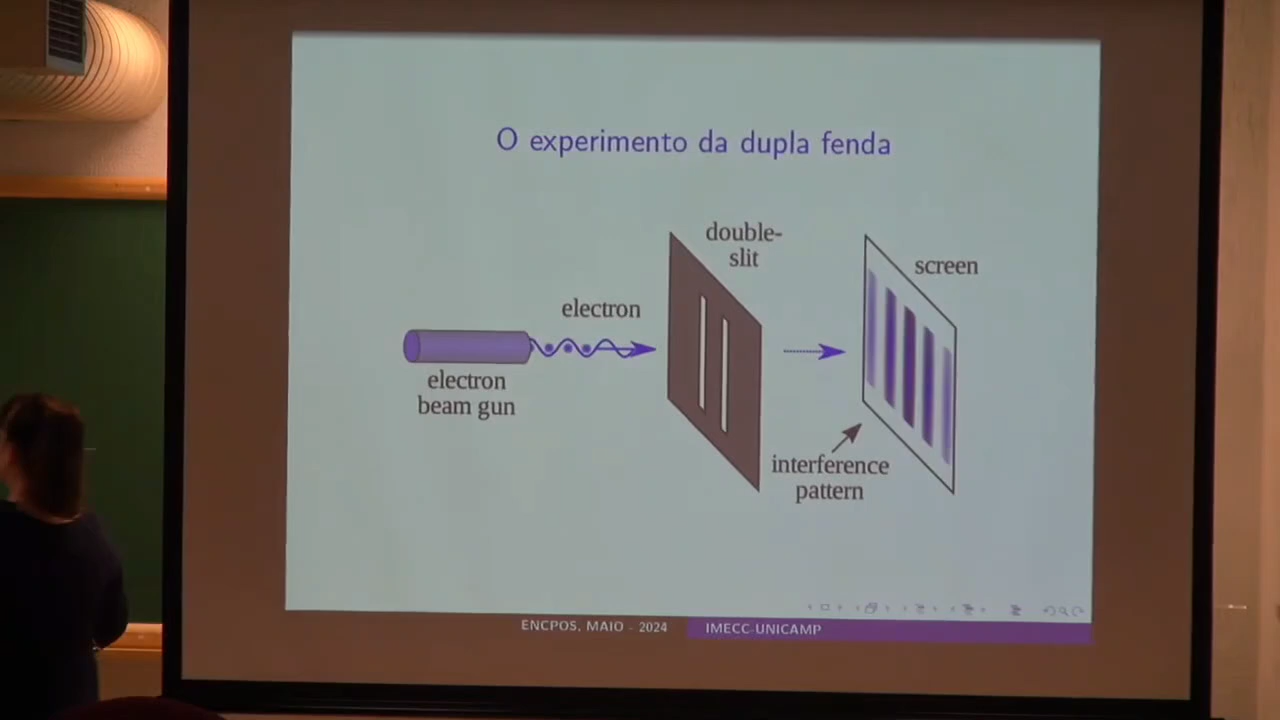 O experimento da dupla fenda
double-
slit
screen
electron
electron
beam gun
interference
pattern
ENCPOS, MAIO - 2024
IMECC-UNICAMP